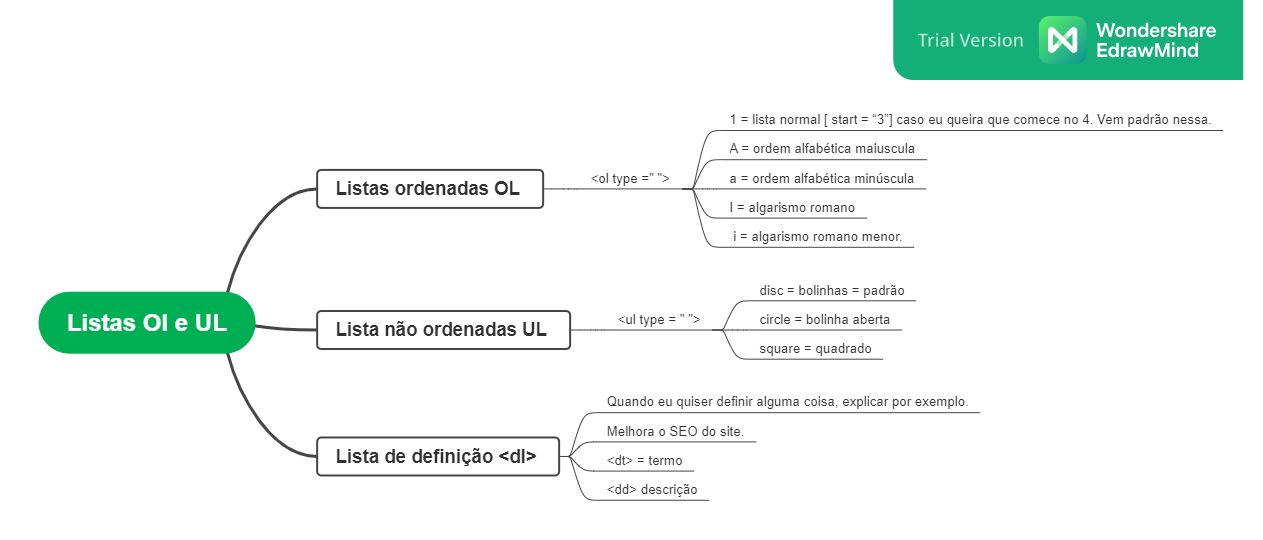 Trial Version
Wondershare
EdrawMind
Listas Ol e UL
Listas ordenadas OL
<ol type =" ">
1 = lista normal [ start = “3”] caso eu queira que comece no 4. Vem padrão nessa.
A = ordem alfabética maiuscula
a = ordem alfabética minúscula
I = algarismo romano
i = algarismo romano menor.
Lista não ordenadas UL
<ul type = " ">
disc = bolinhas = padrão
circle = bolinha aberta
square = quadrado
Lista de definição <dl>
Quando eu quiser definir alguma coisa, explicar por exemplo.
Melhora o SEO do site.
<dt> = termo
<dd> descrição